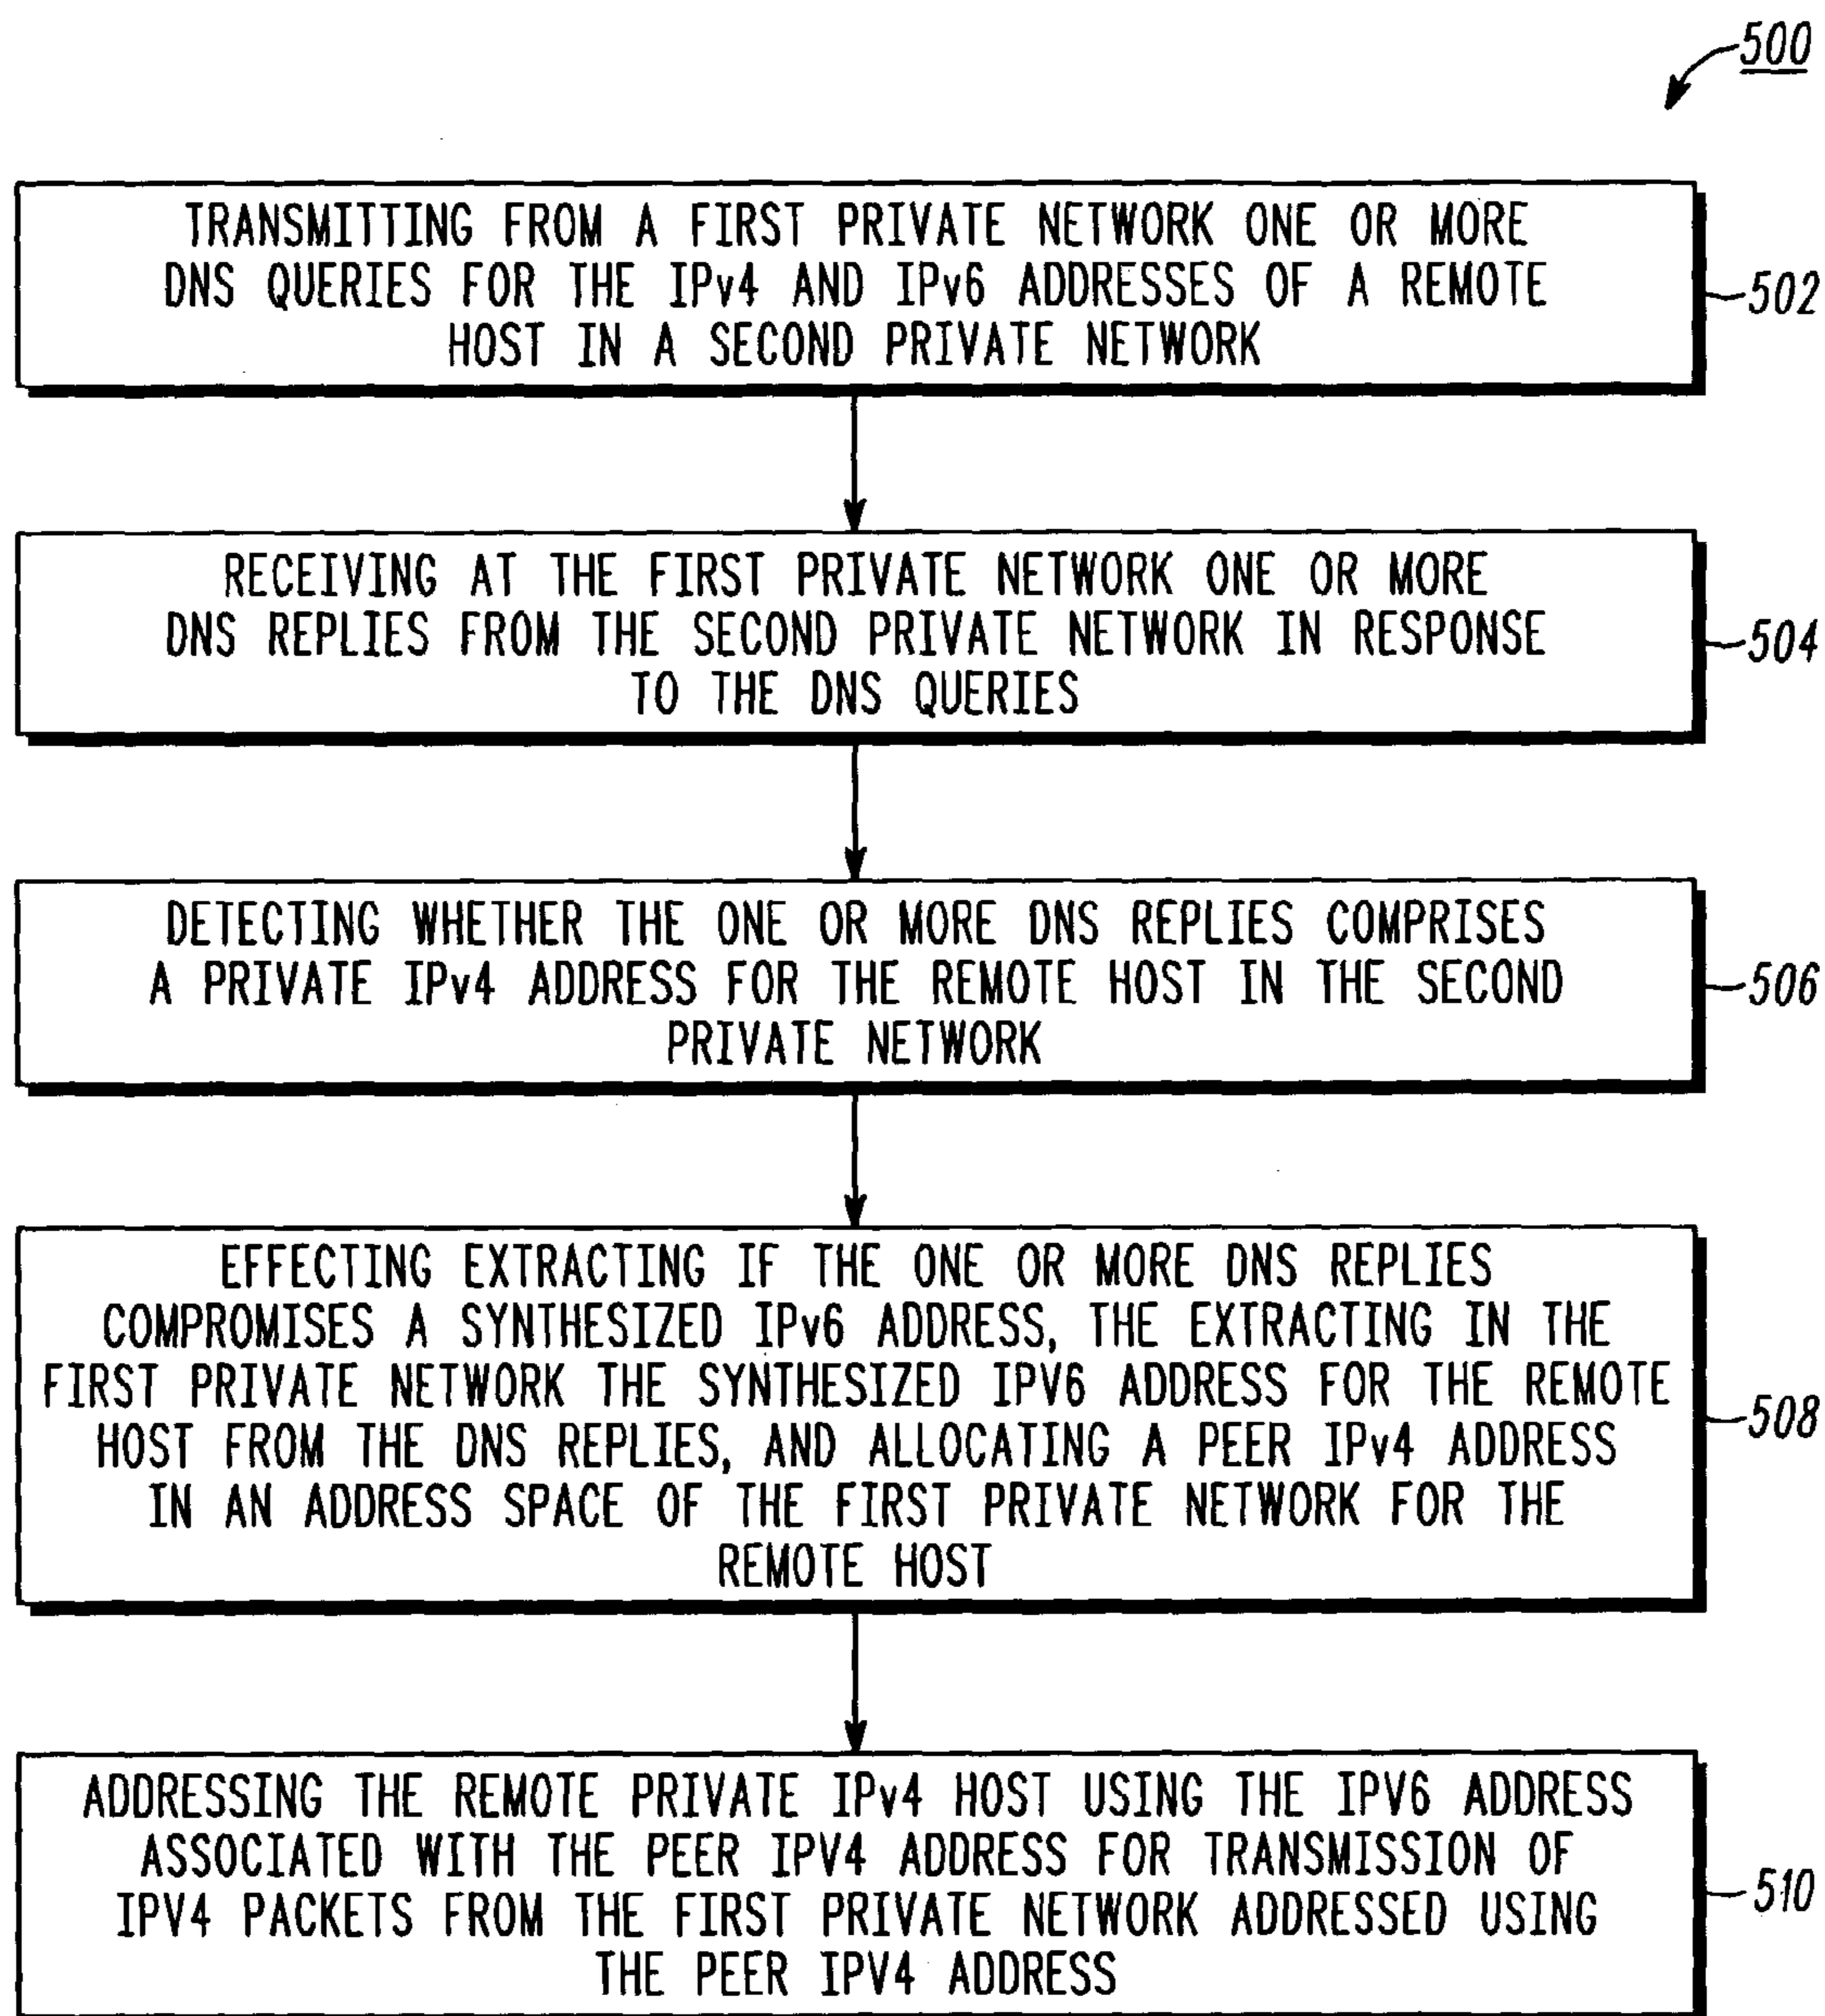 500
TRANSMITTING FROM A FIRST PRIVATE NETWORK ONE OR MORE
DNS QUERIES FOR THE IPv4 AND IPv6 ADDRESSES OF A REMOTE
HOST IN A SECOND PRIVATE NETWORK
502
RECEIVING AT THE FIRST PRIVATE NETWORK ONE OR MORE
DNS REPLIES FROM THE SECOND PRIVATE NETWORK IN RESPONSE
TO THE DNS QUERIES
504
DETECTING WHETHER THE ONE OR MORE DNS REPLIES COMPRISES
A PRIVATE IPv4 ADDRESS FOR THE REMOTE HOST IN THE SECOND
PRIVATE NETWORK
506
EFFECTING EXTRACTING IF THE ONE OR MORE DNS REPLIES
COMPROMISES A SYNTHESIZED IPv6 ADDRESS, THE EXTRACTING IN THE
FIRST PRIVATE NETWORK THE SYNTHESIZED IPV6 ADDRESS FOR THE REMOTE
HOST FROM THE DNS REPLIES, AND ALLOCATING A PEER IPv4 ADDRESS
IN AN ADDRESS SPACE OF THE FIRST PRIVATE NETWORK FOR THE
REMOTE HOST
508
ADDRESSING THE REMOTE PRIVATE IPv4 HOST USING THE IPV6 ADDRESS
ASSOCIATED WITH THE PEER IPV4 ADDRESS FOR TRANSMISSION OF
IPV4 PACKETS FROM THE FIRST PRIVATE NETWORK ADDRESSED USING
THE PEER IPV4 ADDRESS
510